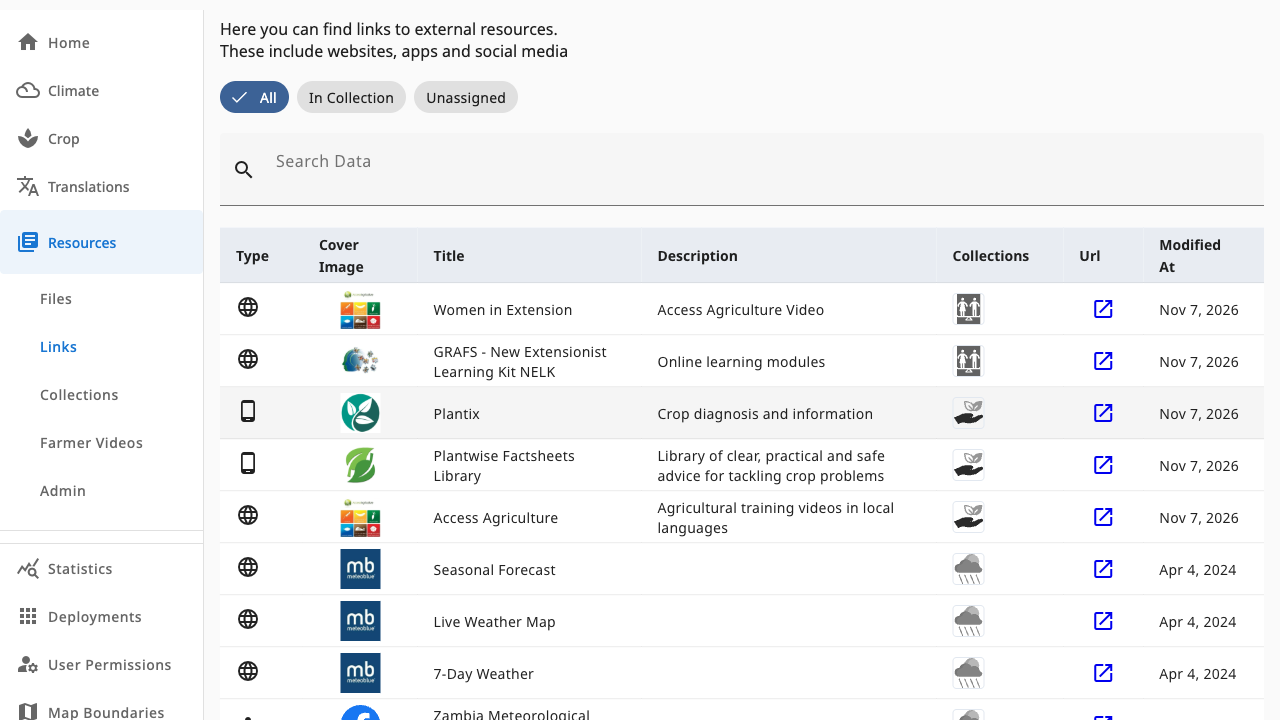 Home
Climate
Crop
Translations
Resources
Files
Links
Collections
Farmer Videos
Admin
Statistics
Deployments
User Permissions
Map Boundaries
Here you can find links to external resources.
These include websites, apps and social media
All
In Collection
Unassigned
Search Data
Type
Cover
Image
Title
Description
Collections
Url
Modified
At
Women in Extension
Access Agriculture Video
Nov 7, 2026
GRAFS - New Extensionist
Learning Kit NELK
Online learning modules
Nov 7, 2026
Plantix
Crop diagnosis and information
Nov 7, 2026
Plantwise Factsheets
Library
Library of clear, practical and safe
advice for tackling crop problems
Nov 7, 2026
Access Agriculture
Agricultural training videos in local
languages
Nov 7, 2026
mb
meteoblue
Seasonal Forecast
Apr 4, 2024
mb
meteoblue
Live Weather Map
Apr 4, 2024
mb
meteoblue
7-Day Weather
Apr 4, 2024
Zambia Meteorological